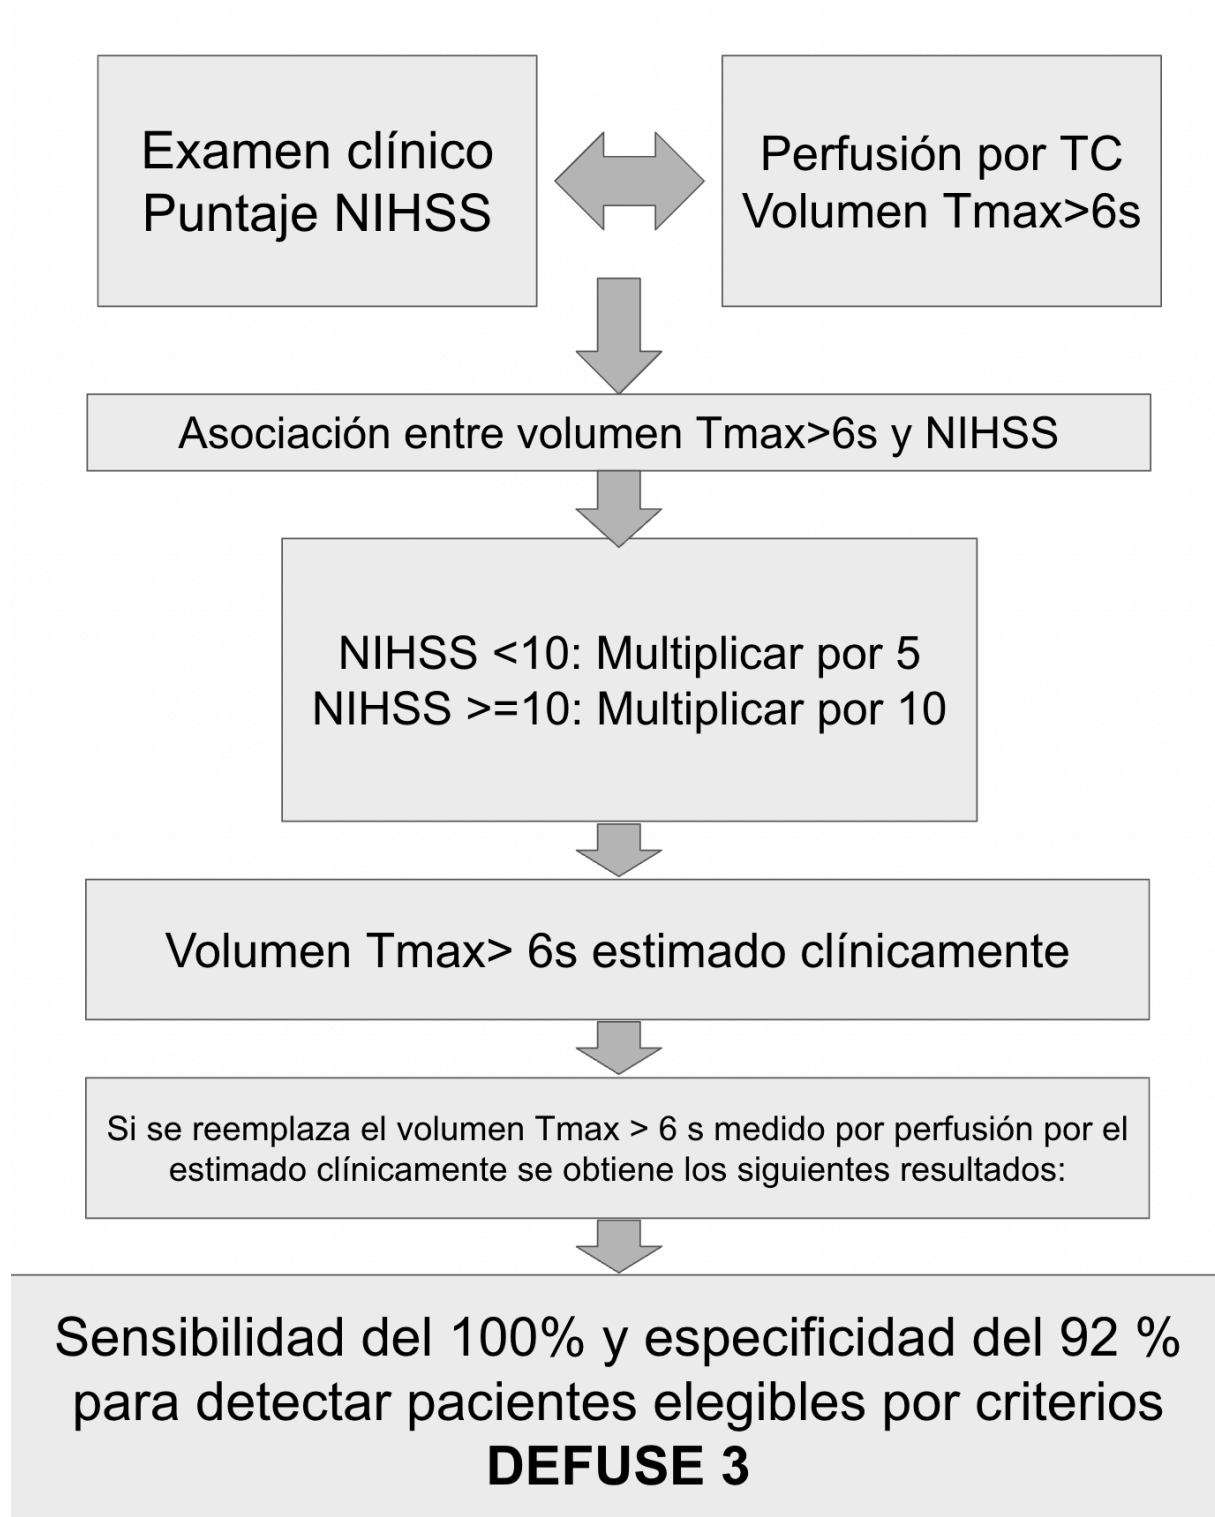 Examen clínico
Puntaje NIHSS
Perfusión por TC
Volumen Tmax>6s
Asociación entre volumen Tmax>6s y NIHSS
NIHSS <10: Multiplicar por 5
NIHSS >=10: Multiplicar por 10
Volumen Tmax> 6s estimado clínicamente
Si se reemplaza el volumen Tmax > 6 s medido por perfusión por el
estimado clínicamente se obtiene los siguientes resultados:
Sensibilidad del 100% y especificidad del 92 %
para detectar pacientes elegibles por criterios
DEFUSE 3